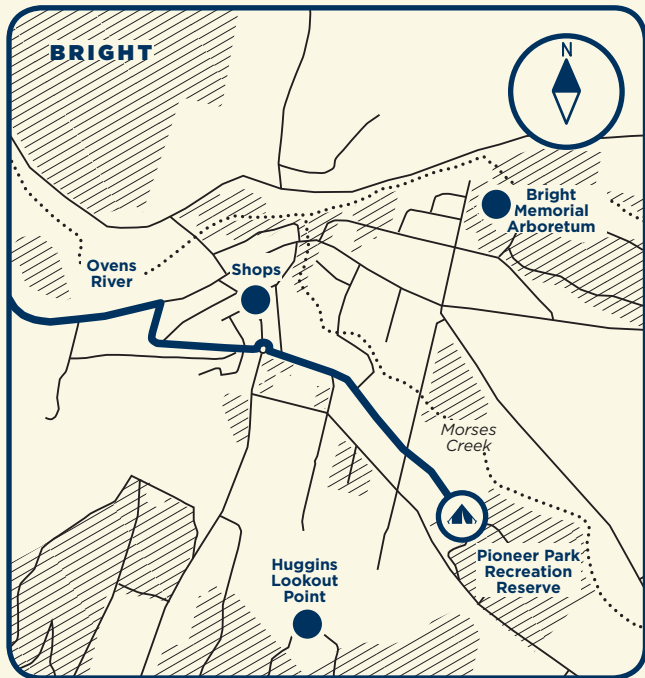 BRIGHT
N
Bright
Memorial
Arboretum
Ovens
River
Shops
Morses
Creek
Pioneer Park
Recreation
Reserve
Huggins
Lookout
Point